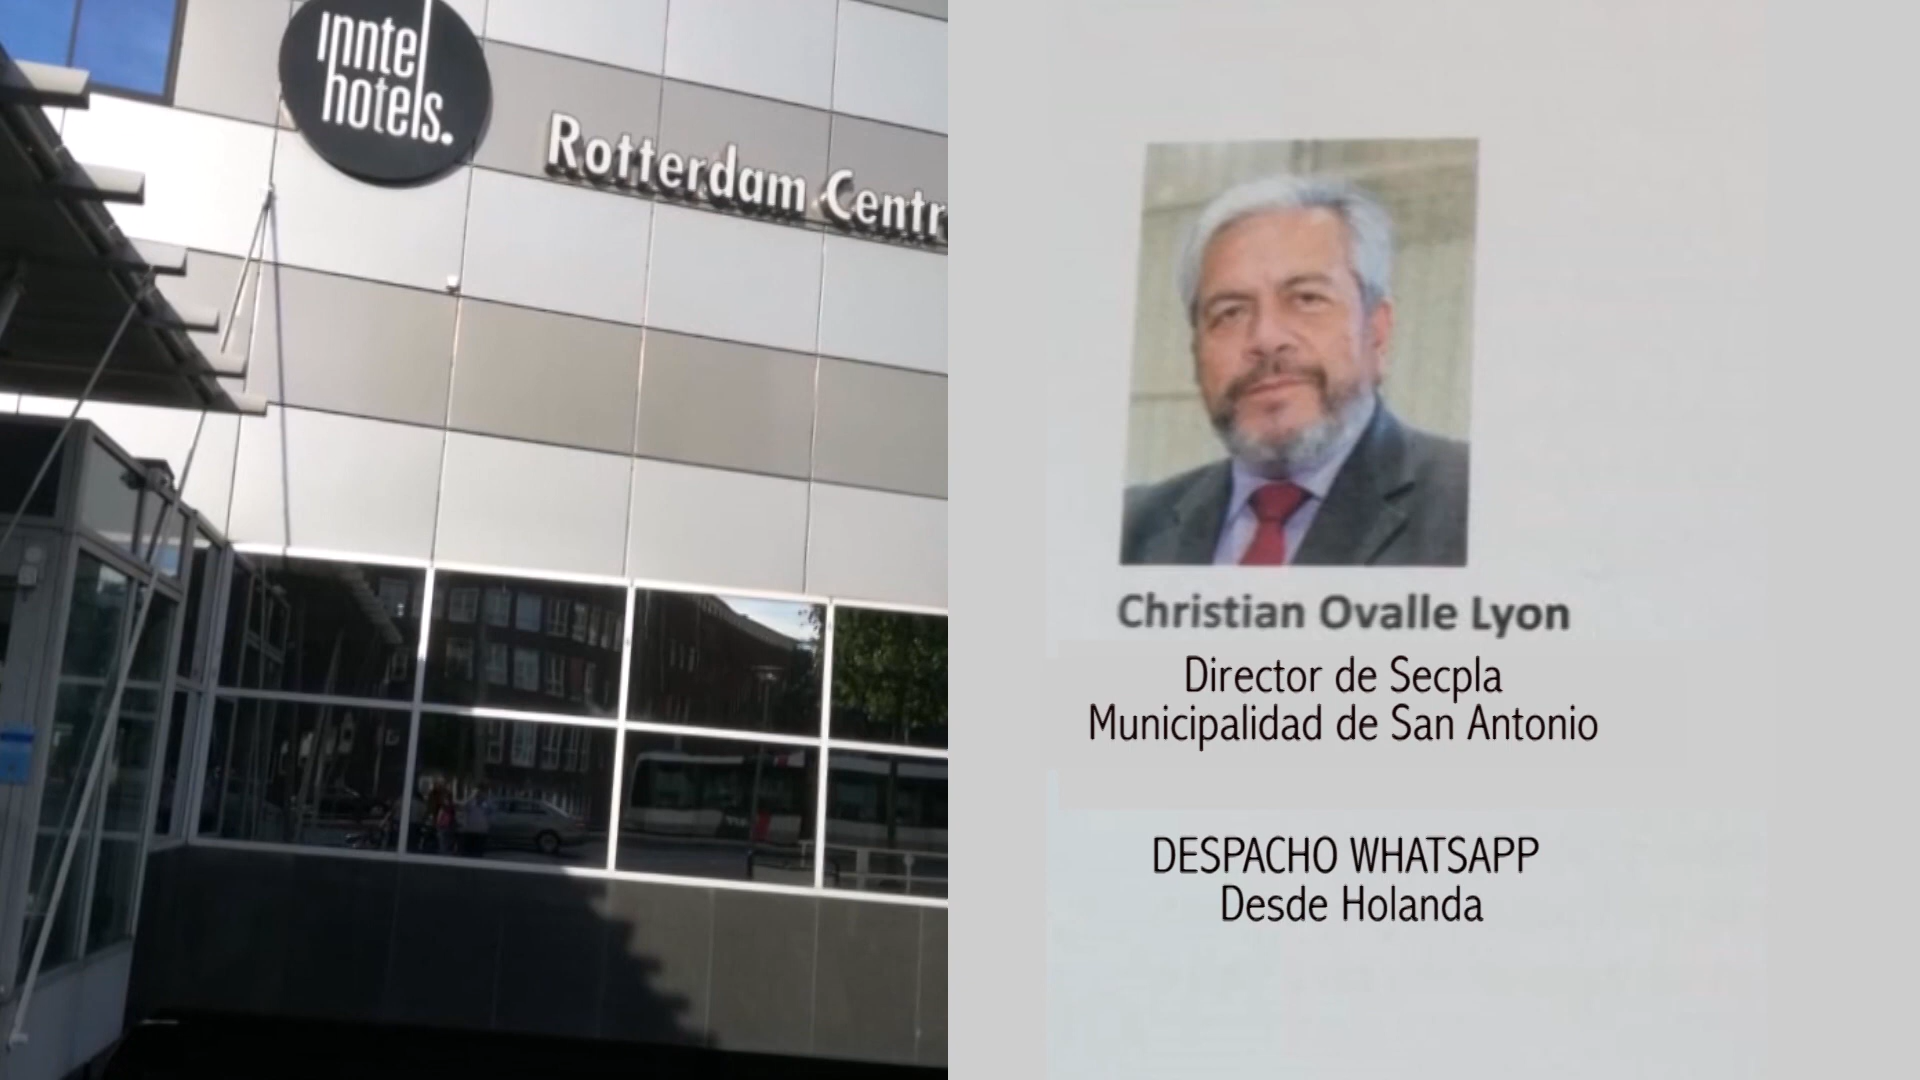 inntel
hotels.
Rotterdam Centr
Christian Ovalle Lyon
Director de Secpla
Municipalidad de San Antonio
DESPACHO WHATSAPP
Desde Holanda